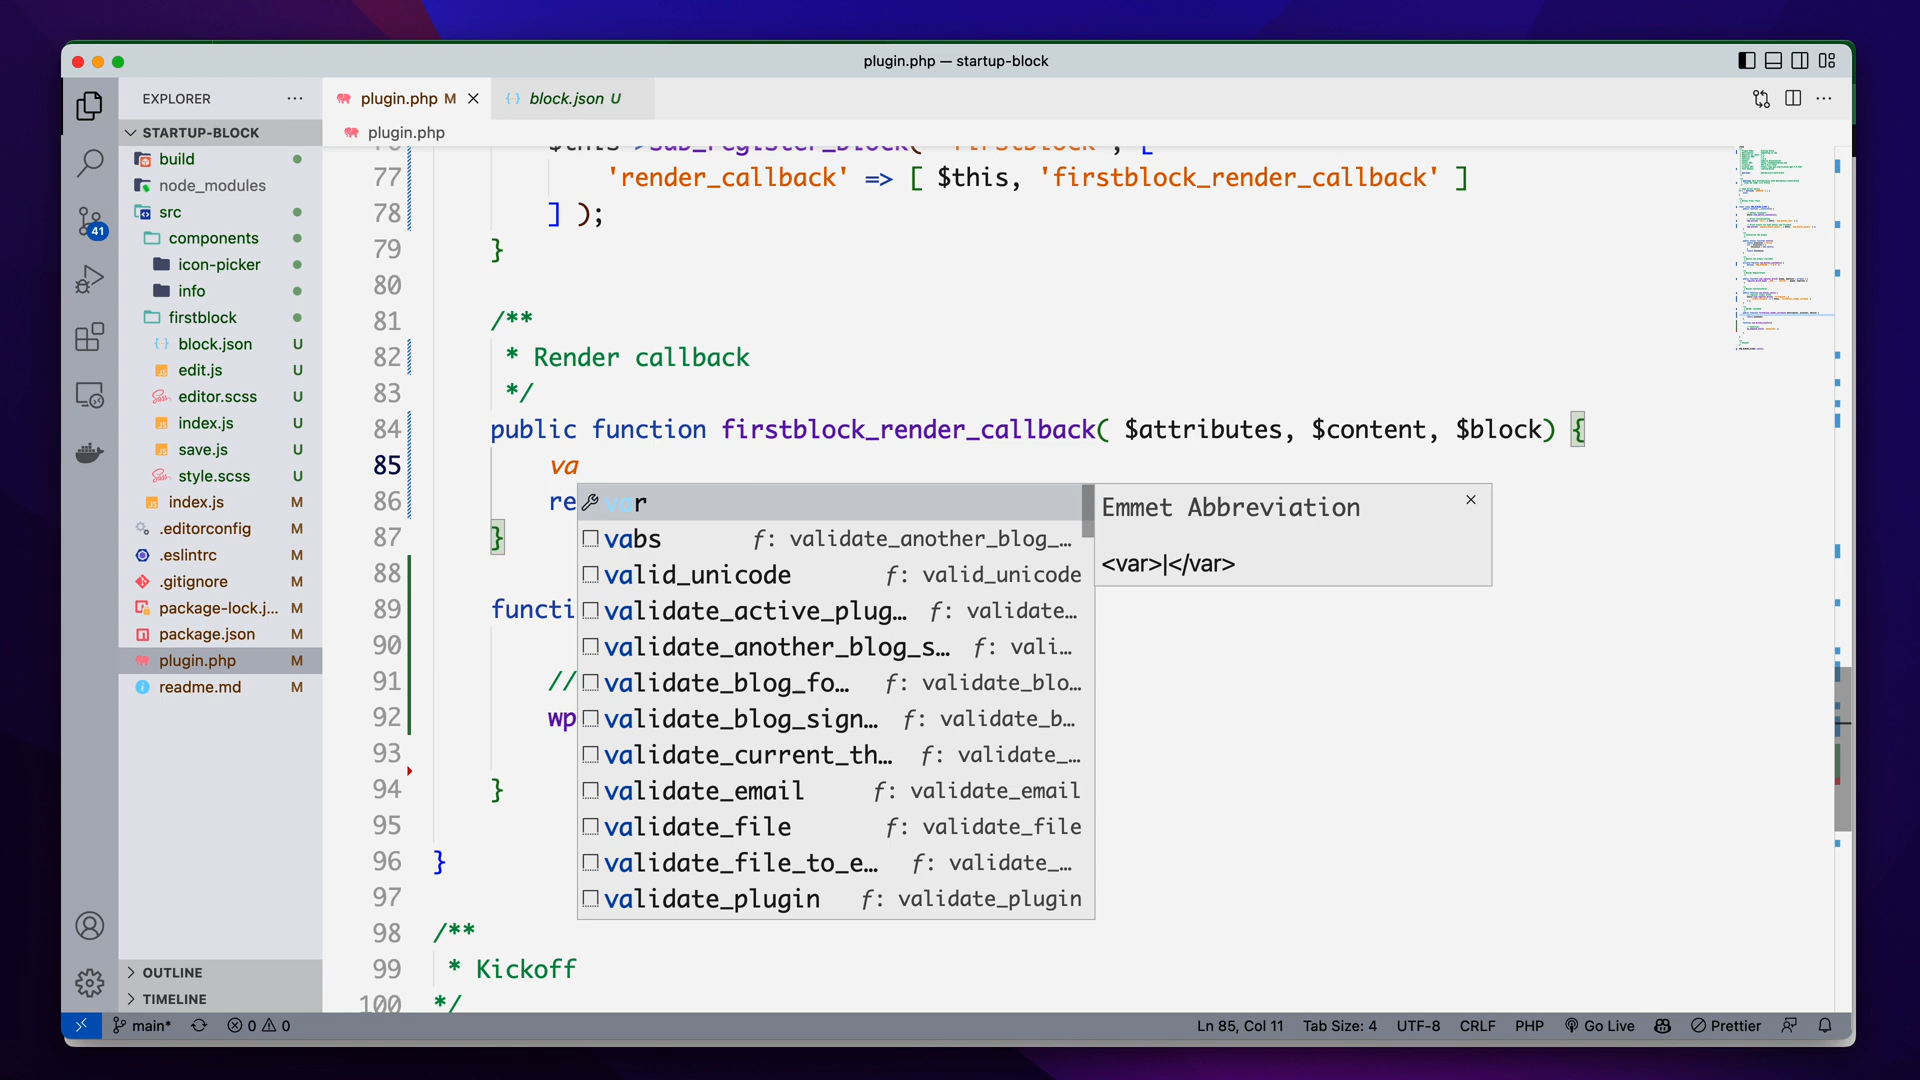 plugin.php — startup-block
EXPLORER
plugin.php M
block.json U
STARTUP-BLOCK
plugin.php
build
node_modules
src
components
icon-picker
info
firstblock
block.json U
edit.js U
editor.scss U
index.js U
save.js U
style.scss U
index.js M
.editorconfig M
.eslintrc M
.gitignore M
package-lock.j... M
package.json M
plugin.php M
readme.md M
OUTLINE
TIMELINE
41
76 $this->sub_register_block( 'firstblock', [
77 'render_callback' => [ $this, 'firstblock_render_callback' ]
78 ] );
79 }
80
81 /**
82 * Render callback
83 */
84 public function firstblock_render_callback( $attributes, $content, $block) {
85 va
86 re
87 }
88
89 functi
90
91 //
92 wp
93
94 }
95
96 }
97
98 /**
99 * Kickoff
100 */
var
vabs f: validate_another_blog_…
valid_unicode f: valid_unicode
validate_active_plug… f: validate…
validate_another_blog_s… f: vali…
validate_blog_fo… f: validate_blo…
validate_blog_sign… f: validate_b…
validate_current_th… f: validate_…
validate_email f: validate_email
validate_file f: validate_file
validate_file_to_e… f: validate_…
validate_plugin f: validate_plugin
Emmet Abbreviation
<var>|</var>
main* 0 0
Ln 85, Col 11 Tab Size: 4 UTF-8 CRLF PHP Go Live Prettier